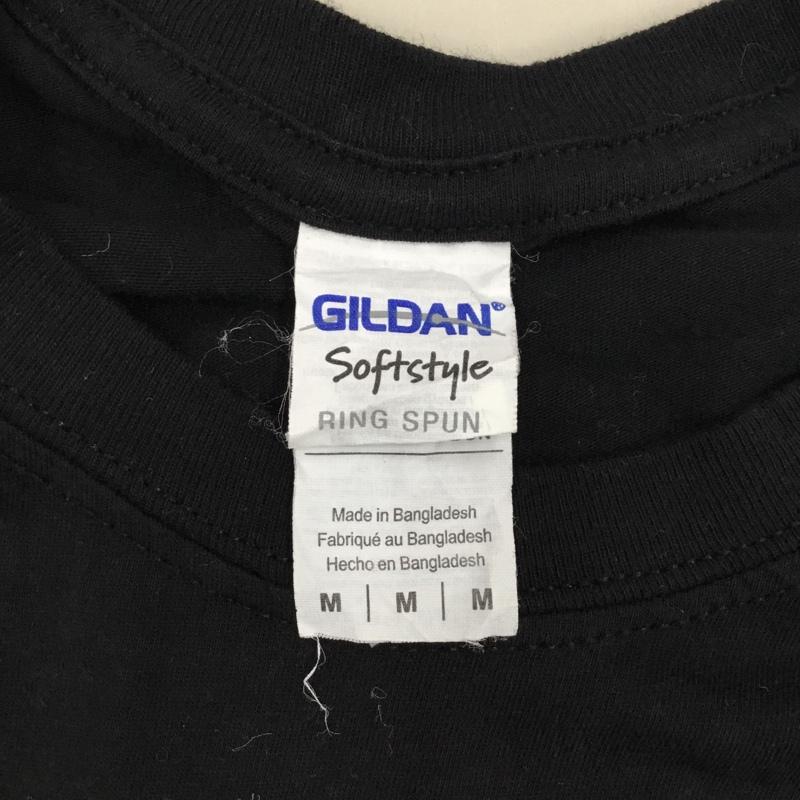 GILDAN®
Softstyle
RING SPUN
Made in Bangladesh
Fabriqué au Bangladesh
Hecho en Bangladesh
M | M | M